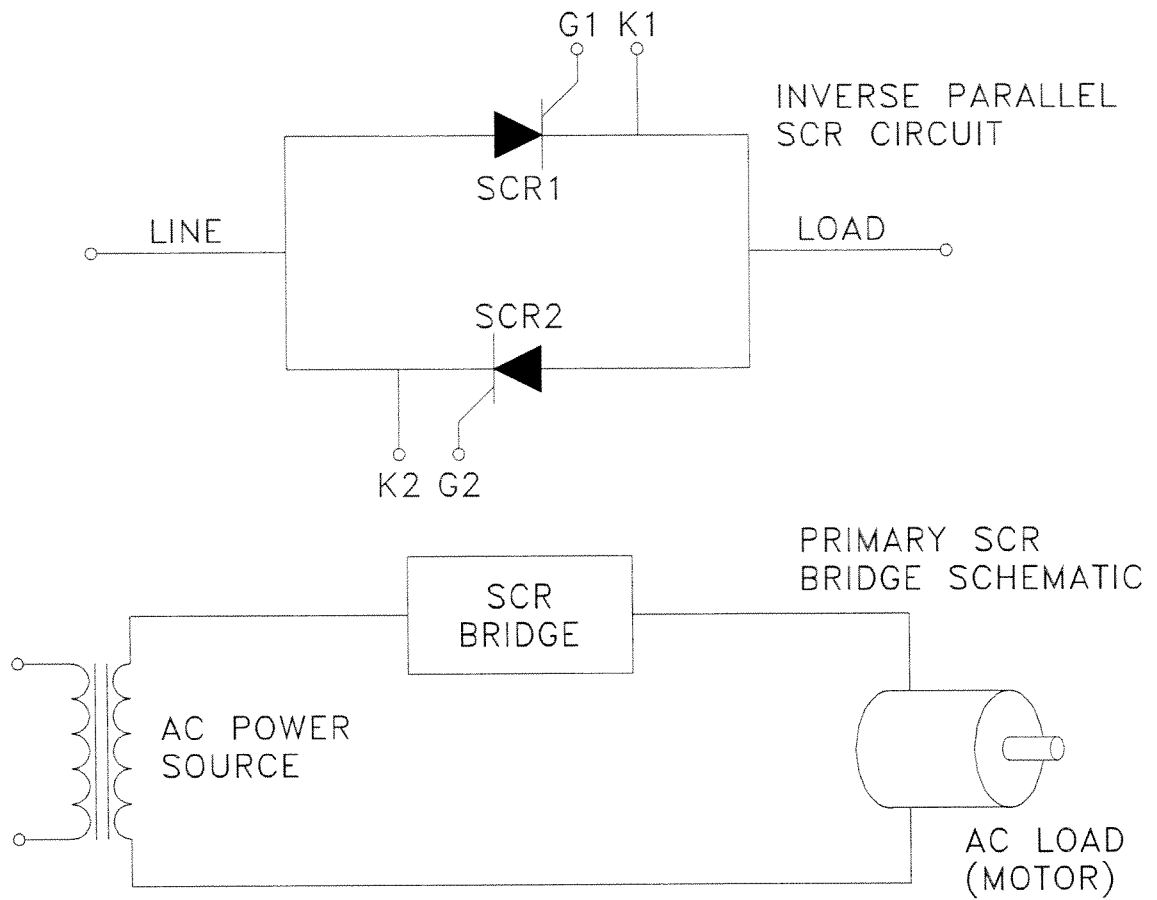 G1 K1
INVERSE PARALLEL
SCR CIRCUIT
SCR1
LINE
LOAD
SCR2
K2 G2
PRIMARY SCR
BRIDGE SCHEMATIC
SCR
BRIDGE
AC POWER
SOURCE
AC LOAD
(MOTOR)